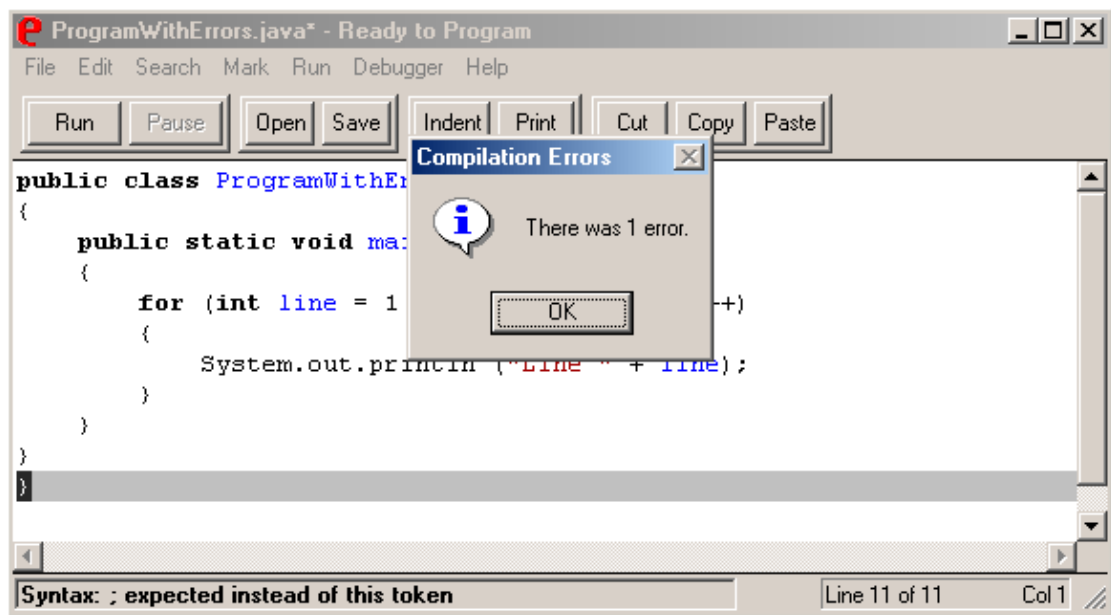 ProgramWithErrors.java* - Ready to Program
File Edit Search Mark Run Debugger Help
Run Pause Open Save Indent Print Cut Copy Paste
Compilation Errors
There was 1 error.
OK
public class
{
public static void
{
for (int line = 1 ++)
{
System.out.println ("Line " + line);
}
}
}
}
Syntax: ; expected instead of this token
Line 11 of 11 Col 1